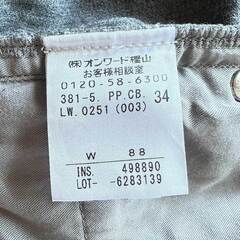 (株)オンワード樫山
お客様相談室
0120-58-6300
381-5. PP.CB. 34
LW.0251 (003)
W 88
INS. 498890
LOT- -6283139